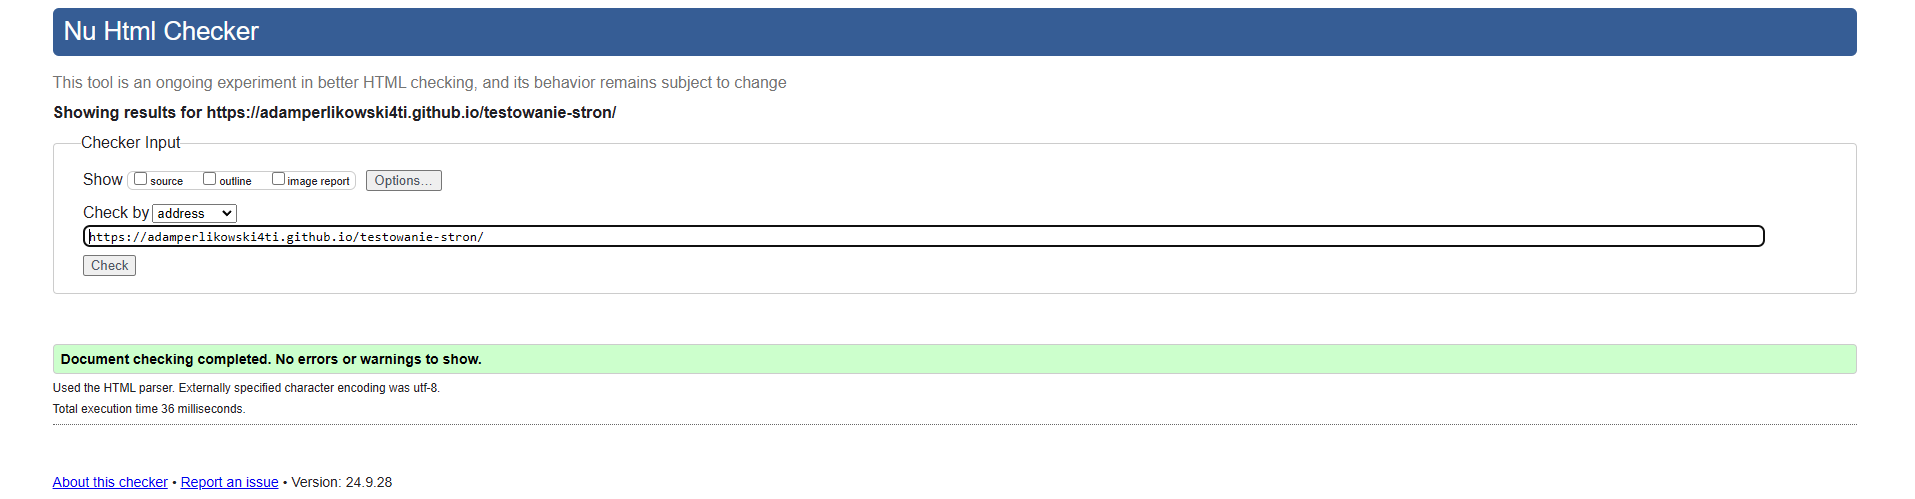 Nu Html Checker
This tool is an ongoing experiment in better HTML checking, and its behavior remains subject to change
Showing results for https://adamperlikowski4ti.github.io/testowanie-stron/
Checker Input
Show source outline image report Options...
Check by address
https://adamperlikowski4ti.github.io/testowanie-stron/
Check
Document checking completed. No errors or warnings to show.
Used the HTML parser. Externally specified character encoding was utf-8.
Total execution time 36 milliseconds.
About this checker • Report an issue • Version: 24.9.28